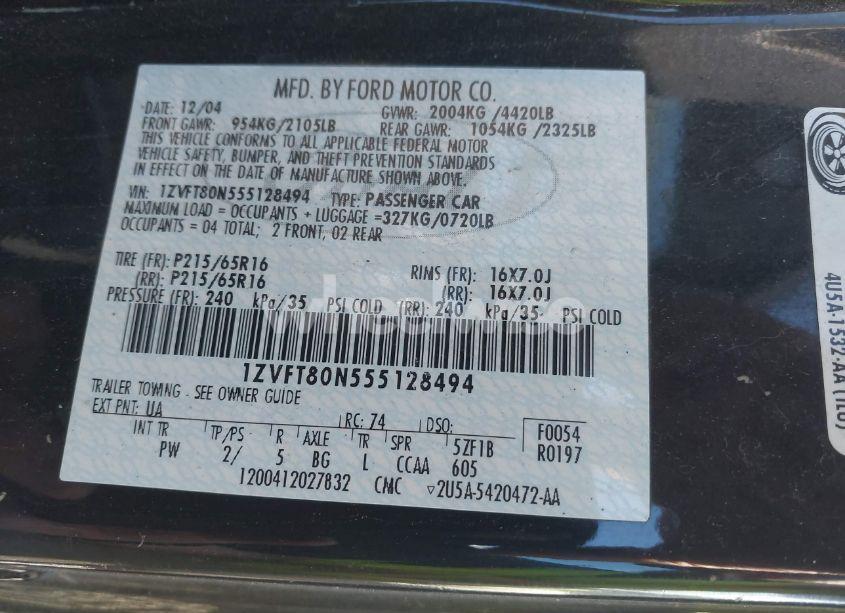 MFD. BY FORD MOTOR CO.
DATE: 12/04 GVWR: 2004KG /4420LB
FRONT GAWR: 954KG/2105LB REAR GAWR: 1054KG /2325LB
THIS VEHICLE CONFORMS TO ALL APPLICABLE FEDERAL MOTOR
VEHICLE SAFETY, BUMPER, AND THEFT PREVENTION STANDARDS
IN EFFECT ON THE DATE OF MANUFACTURE SHOWN ABOVE.
VIN: 1ZVFT80N555128494 TYPE: PASSENGER CAR
MAXIMUM LOAD = OCCUPANTS + LUGGAGE =327KG/0720LB
OCCUPANTS = 04 TOTAL; 2 FRONT, 02 REAR
TIRE (FR): P215/65R16 RIMS (FR): 16X7.0J
(RR): P215/65R16 (RR): 16X7.0J
PRESSURE (FR): 240 kPa/35 PSI COLD (RR): 240 kPa/35 PSI COLD
1ZVFT80N555128494
TRAILER TOWING - SEE OWNER GUIDE
EXT PNT: UA RC: 74 DSO: F0054
INT TR TP/PS R AXLE TR SPR 5ZF1B R0197
PW 2/ 5 BG L CCAA 605
1200412027832 CMC ▽2U5A-5420472-AA
4U5A-1532-AA (TLU)